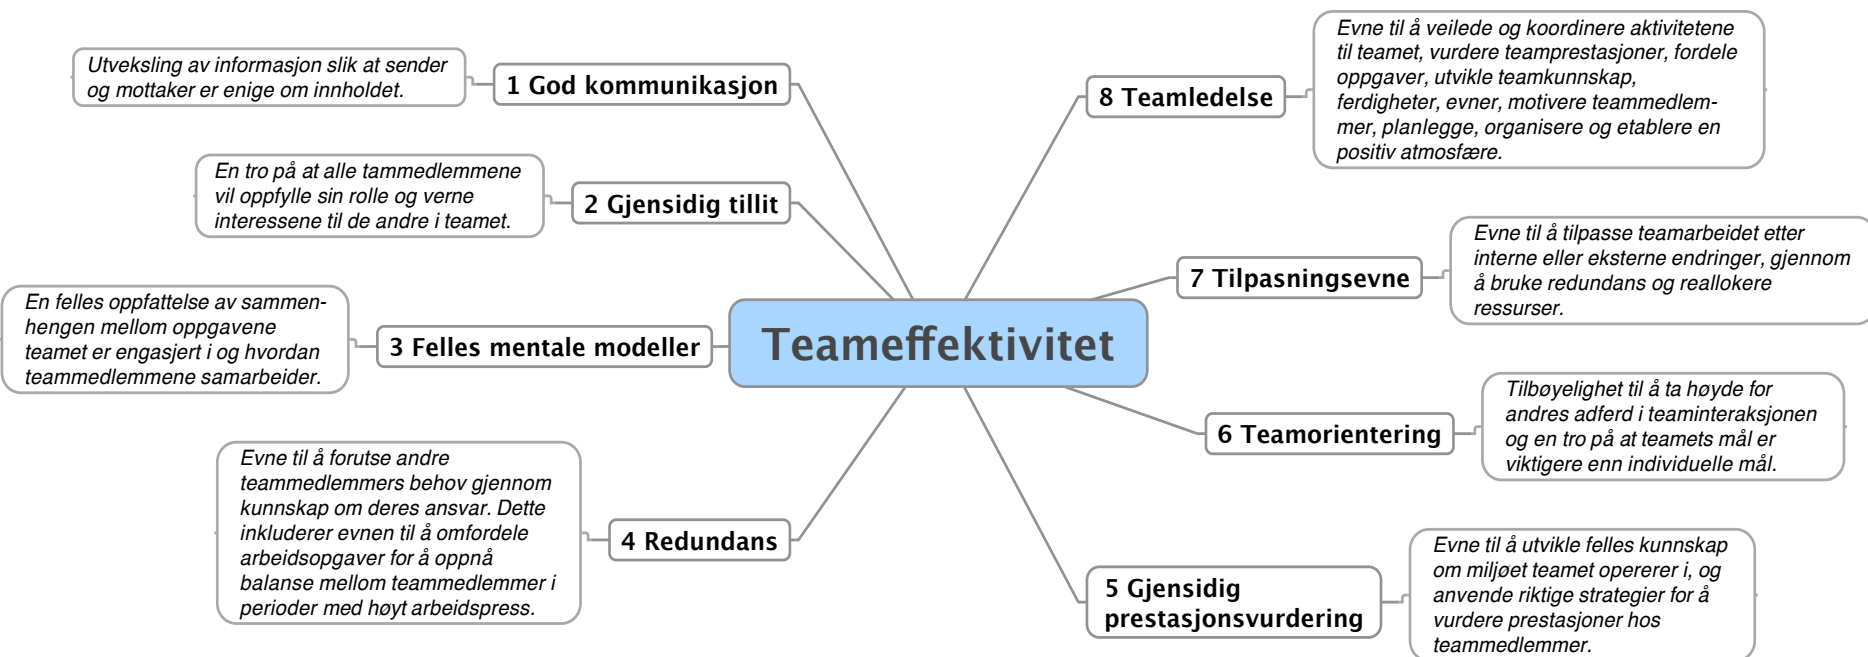 Teameffektivitet
1 God kommunikasjon
Utveksling av informasjon slik at sender
og mottaker er enige om innholdet.
2 Gjensidig tillit
En tro på at alle tammedlemmene
vil oppfylle sin rolle og verne
interessene til de andre i teamet.
3 Felles mentale modeller
En felles oppfattelse av sammen-
hengen mellom oppgavene
teamet er engasjert i og hvordan
teammedlemmene samarbeider.
4 Redundans
Evne til å forutse andre
teammedlemmers behov gjennom
kunnskap om deres ansvar. Dette
inkluderer evnen til å omfordele
arbeidsopgaver for å oppnå
balanse mellom teammedlemmer i
perioder med høyt arbeidspress.
5 Gjensidig
prestasjonsvurdering
Evne til å utvikle felles kunnskap
om miljøet teamet opererer i, og
anvende riktige strategier for å
vurdere prestasjoner hos
teammedlemmer.
6 Teamorientering
Tilbøyelighet til å ta høyde for
andres adferd i teaminteraksjonen
og en tro på at teamets mål er
viktigere enn individuelle mål.
7 Tilpasningsevne
Evne til å tilpasse teamarbeidet etter
interne eller eksterne endringer, gjennom
å bruke redundans og reallokere
ressurser.
8 Teamledelse
Evne til å veilede og koordinere aktivitetene
til teamet, vurdere teamprestasjoner, fordele
oppgaver, utvikle teamkunnskap,
ferdigheter, evner, motivere teammedlem-
mer, planlegge, organisere og etablere en
positiv atmosfære.